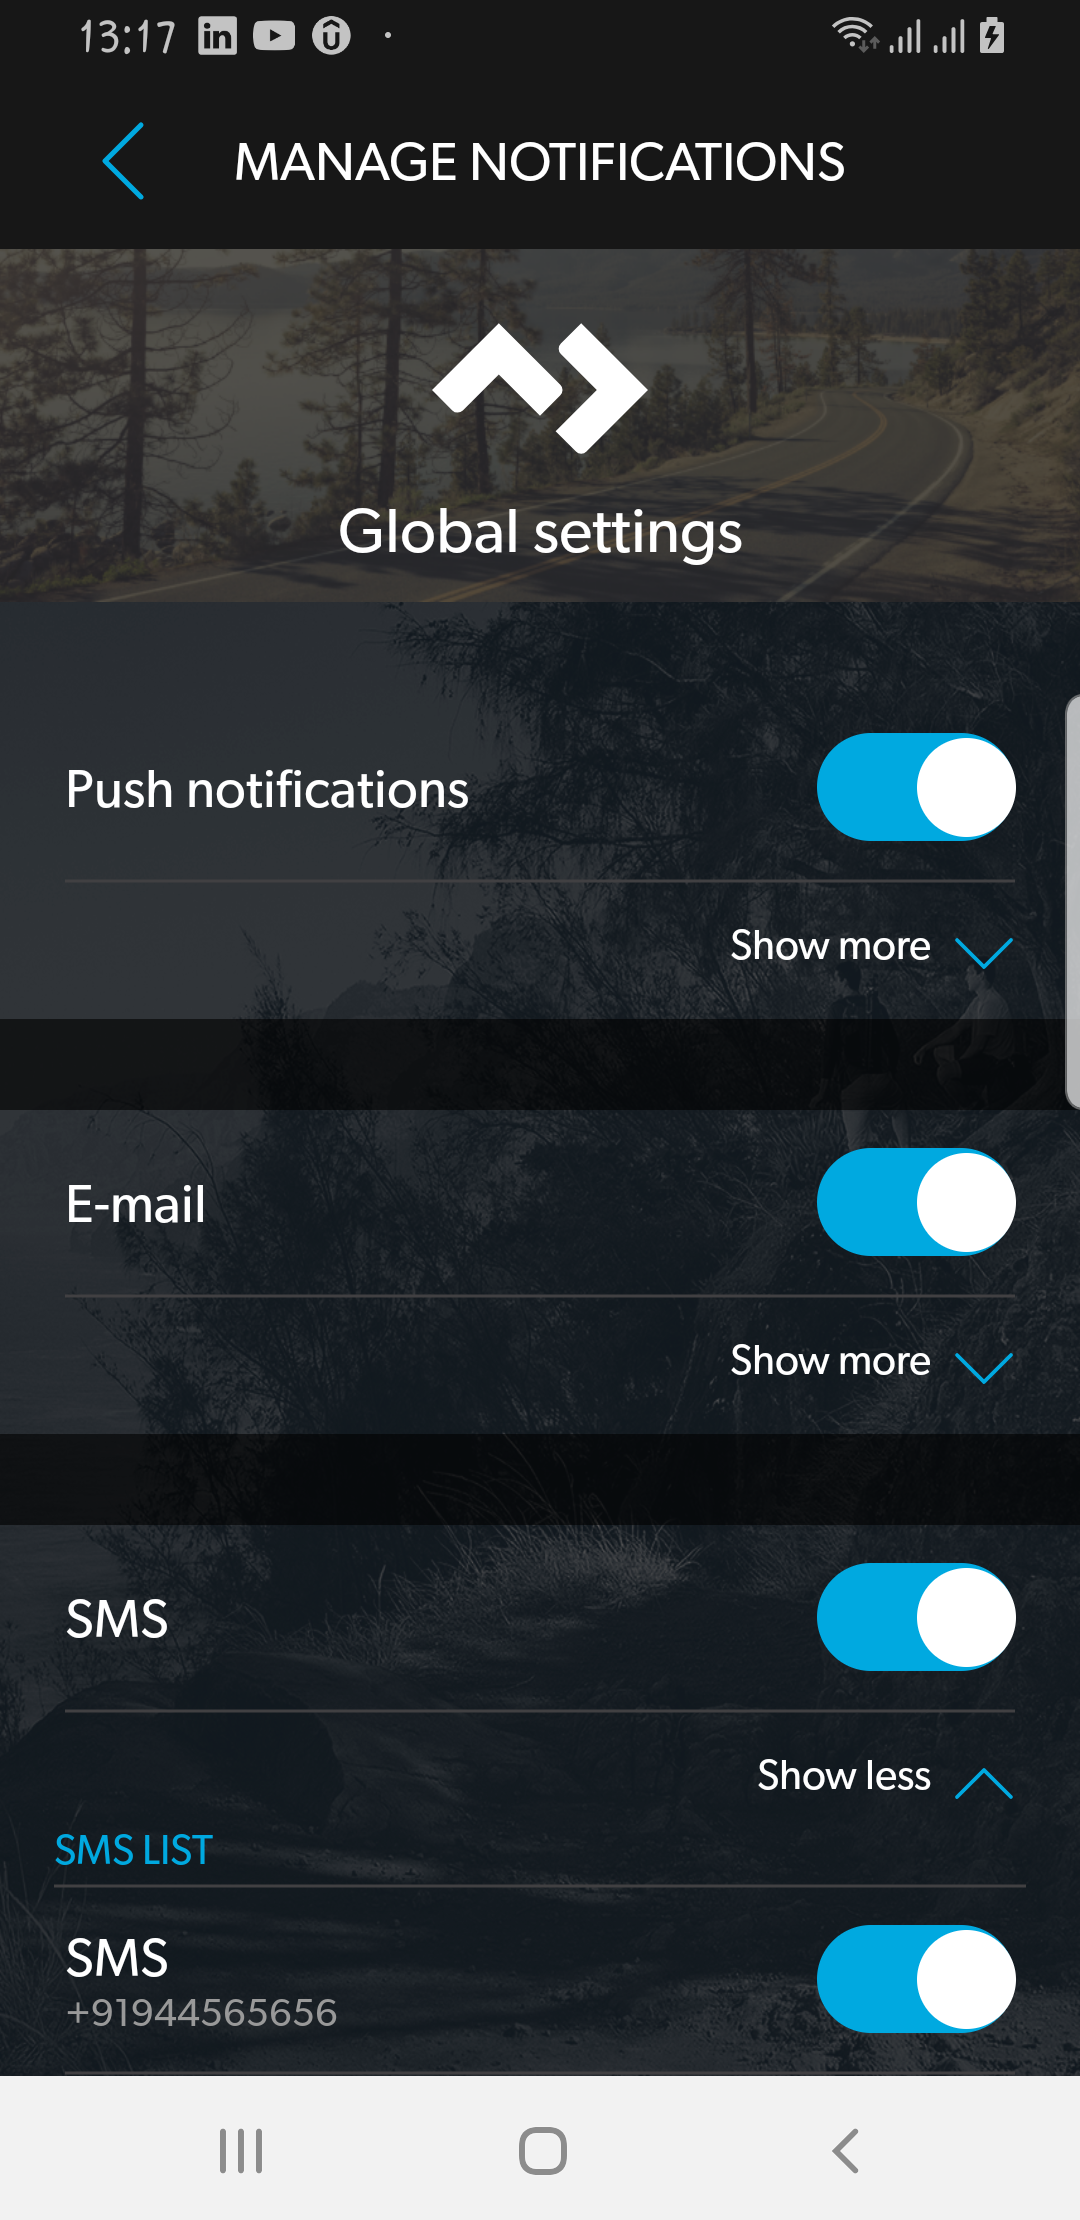 13:17
MANAGE NOTIFICATIONS
Global settings
Push notifications
Show more
E-mail
Show more
SMS
Show less
SMS LIST
SMS
+91944565656